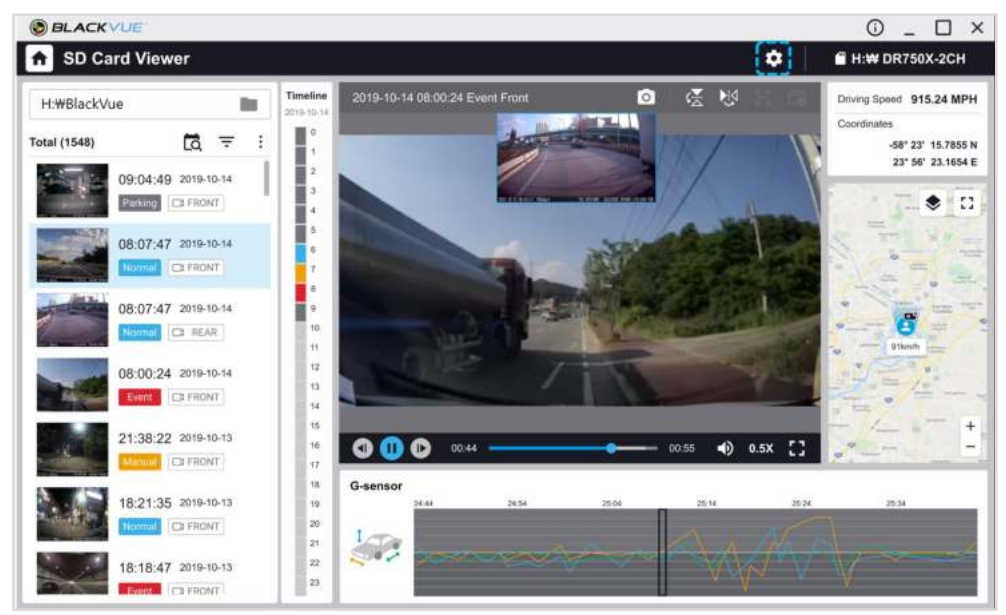 BLACKVUE
SD Card Viewer
H:₩ DR750X-2CH
H:₩BlackVue
Total (1548)
09:04:49 2019-10-14
Parking FRONT
08:07:47 2019-10-14
Normal FRONT
08:07:47 2019-10-14
Normal REAR
08:00:24 2019-10-14
Event FRONT
21:38:22 2019-10-13
Manual FRONT
18:21:35 2019-10-13
Normal FRONT
18:18:47 2019-10-13
Event FRONT
Timeline
2019-10-14
0
1
2
3
4
5
6
7
8
9
10
11
12
13
14
15
16
17
18
19
20
21
22
23
2019-10-14 08:00:24 Event Front
00:44
00:55
0.5X
Driving Speed 915.24 MPH
Coordinates
-58° 23' 15.7855 N
23° 56' 23.1654 E
91km/h
+
−
G-sensor
24:44 24:54 25:04 25:14 25:24 25:34